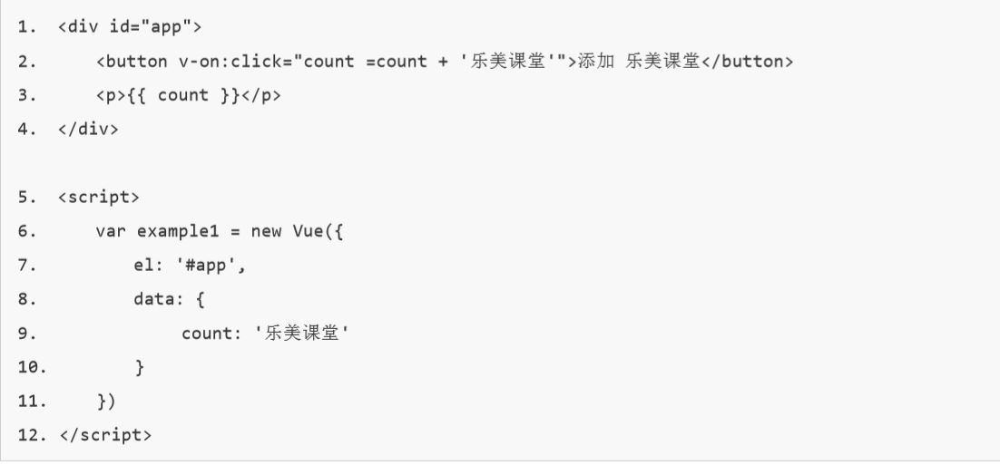 1. <div id="app">
2. <button v-on:click="count =count + '乐美课堂'">添加 乐美课堂</button>
3. <p>{{ count }}</p>
4. </div>
5. <script>
6. var example1 = new Vue({
7. el: '#app',
8. data: {
9. count: '乐美课堂'
10. }
11. })
12. </script>